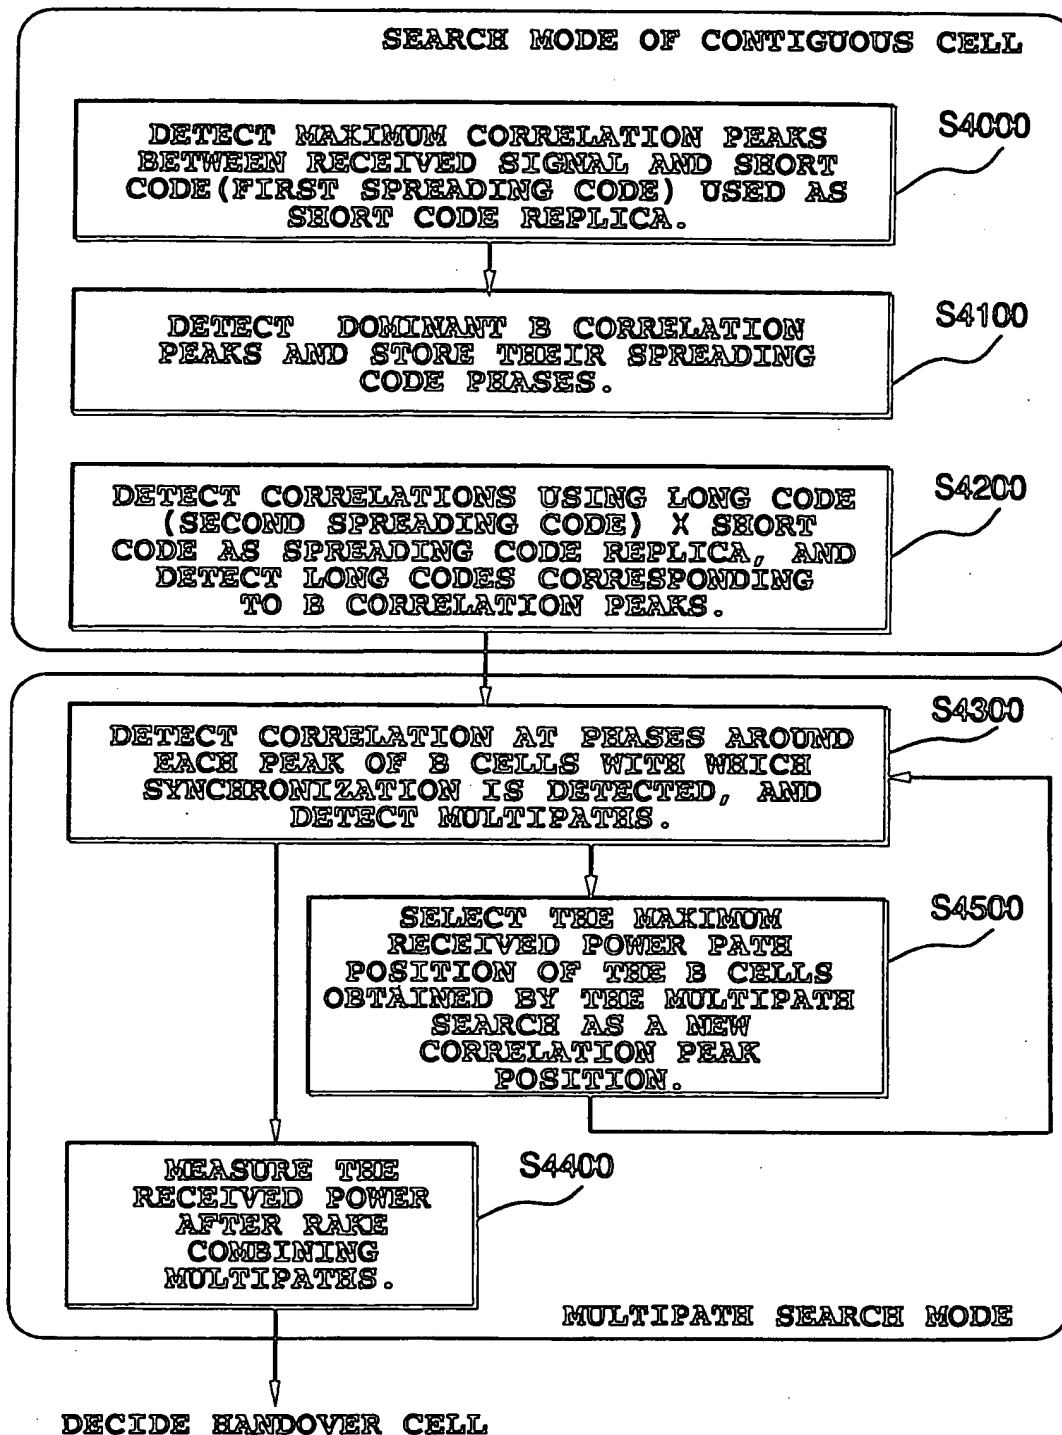 SEARCH MODE OF CONTIGUOUS CELL
S4000
DETECT MAXIMUM CORRELATION PEAKS
BETWEEN RECEIVED SIGNAL AND SHORT
CODE(FIRST SPREADING CODE) USED AS
SHORT CODE REPLICA.
S4100
DETECT DOMINANT B CORRELATION
PEAKS AND STORE THEIR SPREADING
CODE PHASES.
S4200
DETECT CORRELATIONS USING LONG CODE
(SECOND SPREADING CODE) X SHORT
CODE AS SPREADING CODE REPLICA, AND
DETECT LONG CODES CORRESPONDING
TO B CORRELATION PEAKS.
S4300
DETECT CORRELATION AT PHASES AROUND
EACH PEAK OF B CELLS WITH WHICH
SYNCHRONIZATION IS DETECTED, AND
DETECT MULTIPATHS.
S4500
SELECT THE MAXIMUM
RECEIVED POWER PATH
POSITION OF THE B CELLS
OBTAINED BY THE MULTIPATH
SEARCH AS A NEW
CORRELATION PEAK
POSITION.
S4400
MEASURE THE
RECEIVED POWER
AFTER RAKE
COMBINING
MULTIPATHS.
MULTIPATH SEARCH MODE
DECIDE HANDOVER CELL